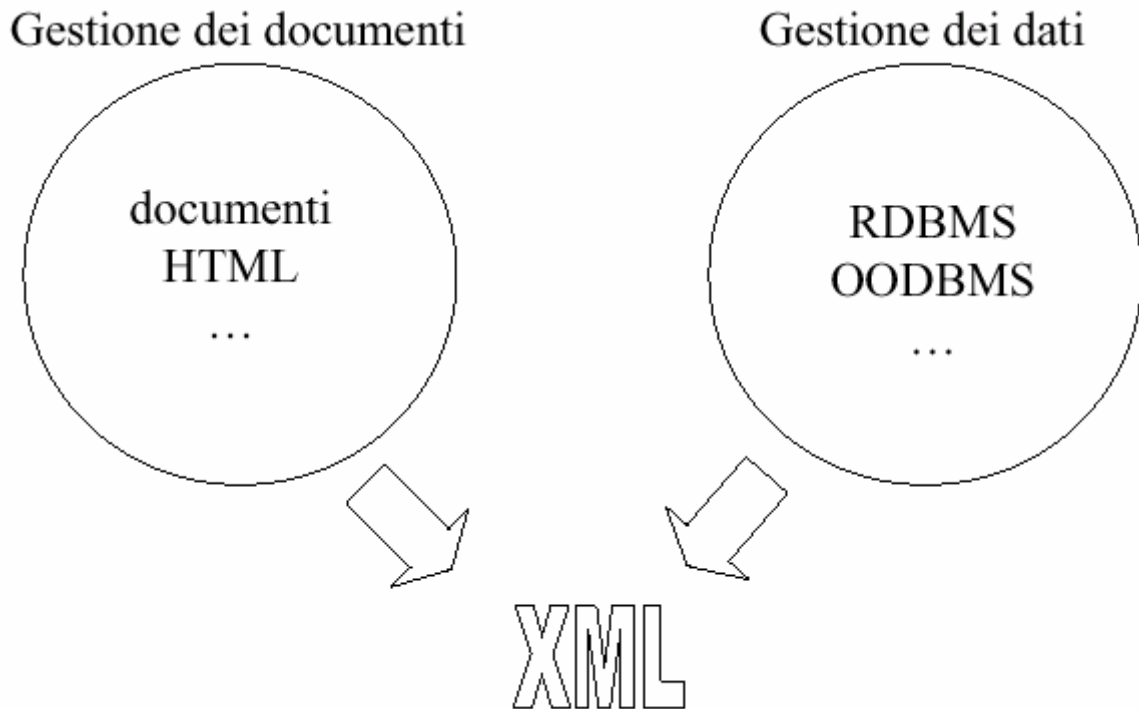 Gestione dei documenti
documenti
HTML
…
Gestione dei dati
RDBMS
OODBMS
…
XML